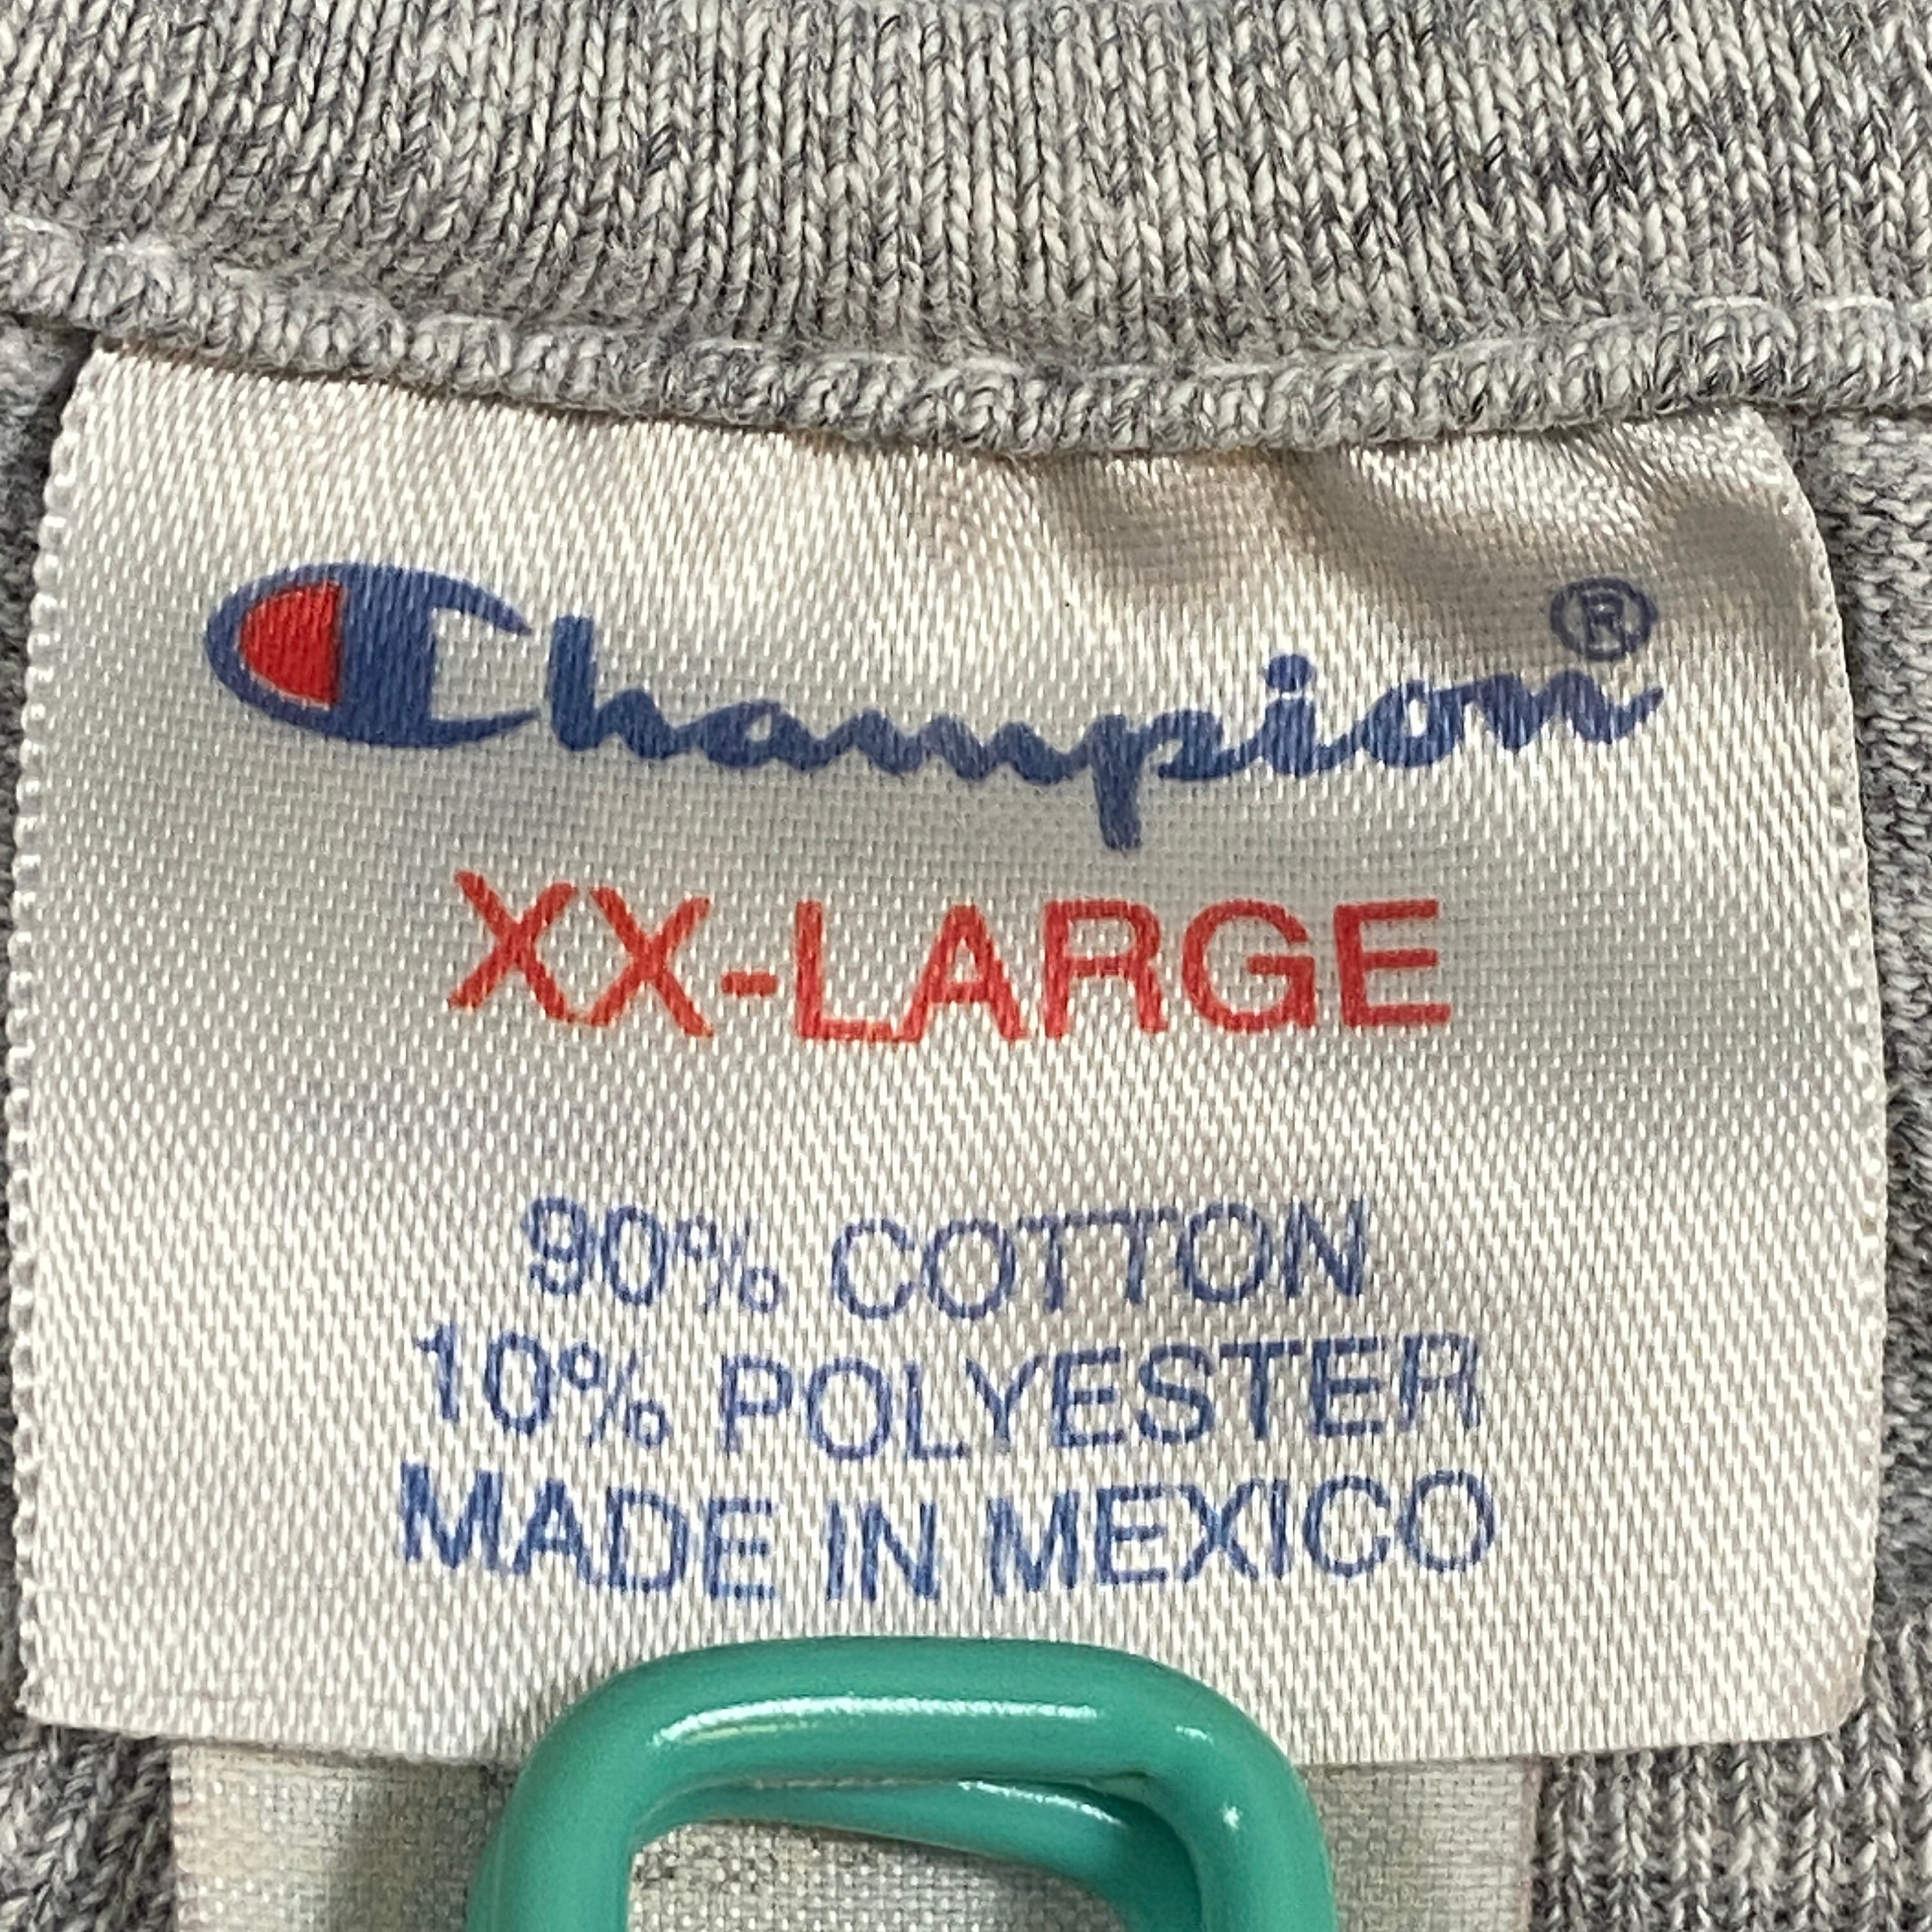 Champion®
XX-LARGE
90% COTTON
10% POLYESTER
MADE IN MEXICO